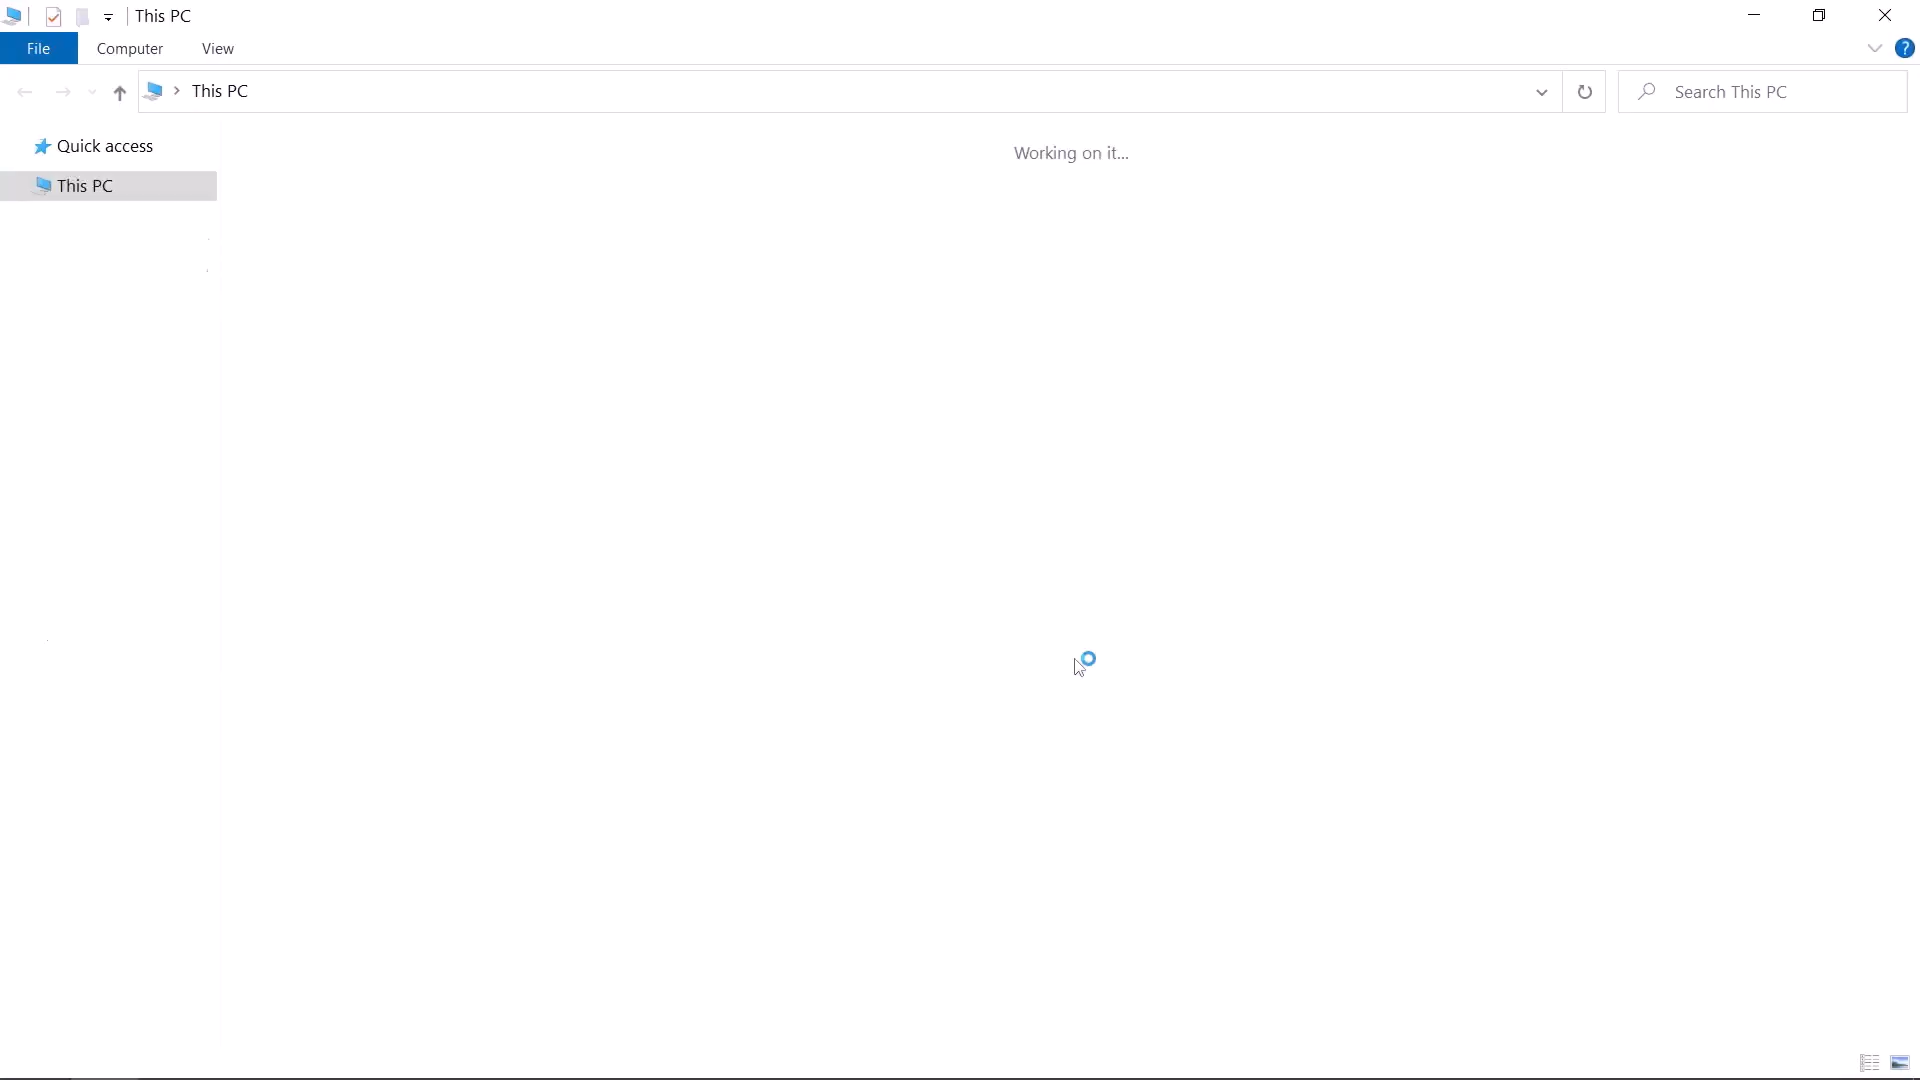 This PC
File Computer View ?
This PC
Search This PC
Quick access
Working on it...
This PC